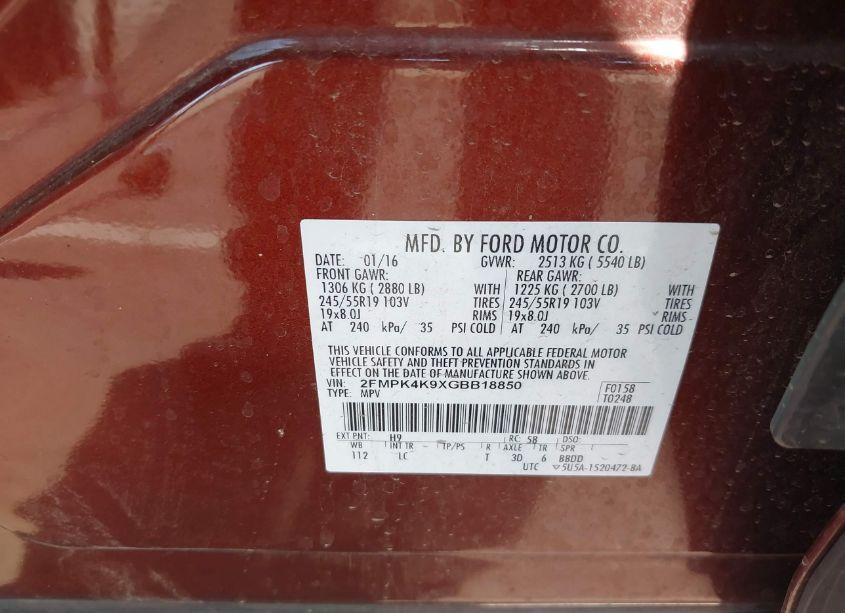 MFD. BY FORD MOTOR CO.
DATE: 01/16 GVWR: 2513 KG ( 5540 LB)
FRONT GAWR: REAR GAWR:
1306 KG ( 2880 LB) WITH 1225 KG ( 2700 LB) WITH
245/55R19 103V TIRES 245/55R19 103V TIRES
19x8.0J RIMS 19x8.0J RIMS
AT 240 kPa/ 35 PSI COLD AT 240 kPa/ 35 PSI COLD
THIS VEHICLE CONFORMS TO ALL APPLICABLE FEDERAL MOTOR
VEHICLE SAFETY AND THEFT PREVENTION STANDARDS IN
EFFECT ON THE DATE OF MANUFACTURE SHOWN ABOVE.
VIN: 2FMPK4K9XGBB18850 F0158
TYPE: MPV T0248
EXT PNT: H9 RC: 58 DSO:
WB INT TR TP/PS R AXLE TR SPR
112 LC T 3D 6 BBDD
UTC 5U5A-1520472-BA